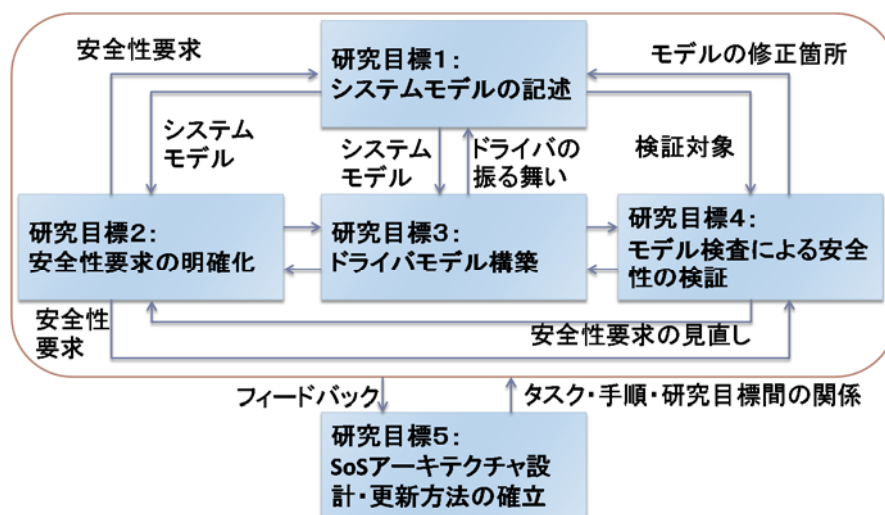 安全性要求
研究目標1:
システムモデルの記述
モデルの修正箇所
システム
モデル
システム
モデル
ドライバの
振る舞い
検証対象
研究目標2:
安全性要求の明確化
研究目標3:
ドライバモデル構築
研究目標4:
モデル検査による安全
性の検証
安全性
要求
安全性要求の見直し
フィードバック
タスク・手順・研究目標間の関係
研究目標5:
SoSアーキテクチャ設
計・更新方法の確立